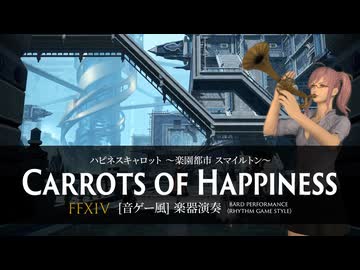 ハピネスキャロット ～楽園都市 スマイルトン～
CARROTS OF HAPPINESS
FFXIV [音ゲー風] 楽器演奏 BARD PERFORMANCE
(RHYTHM GAME STYLE)